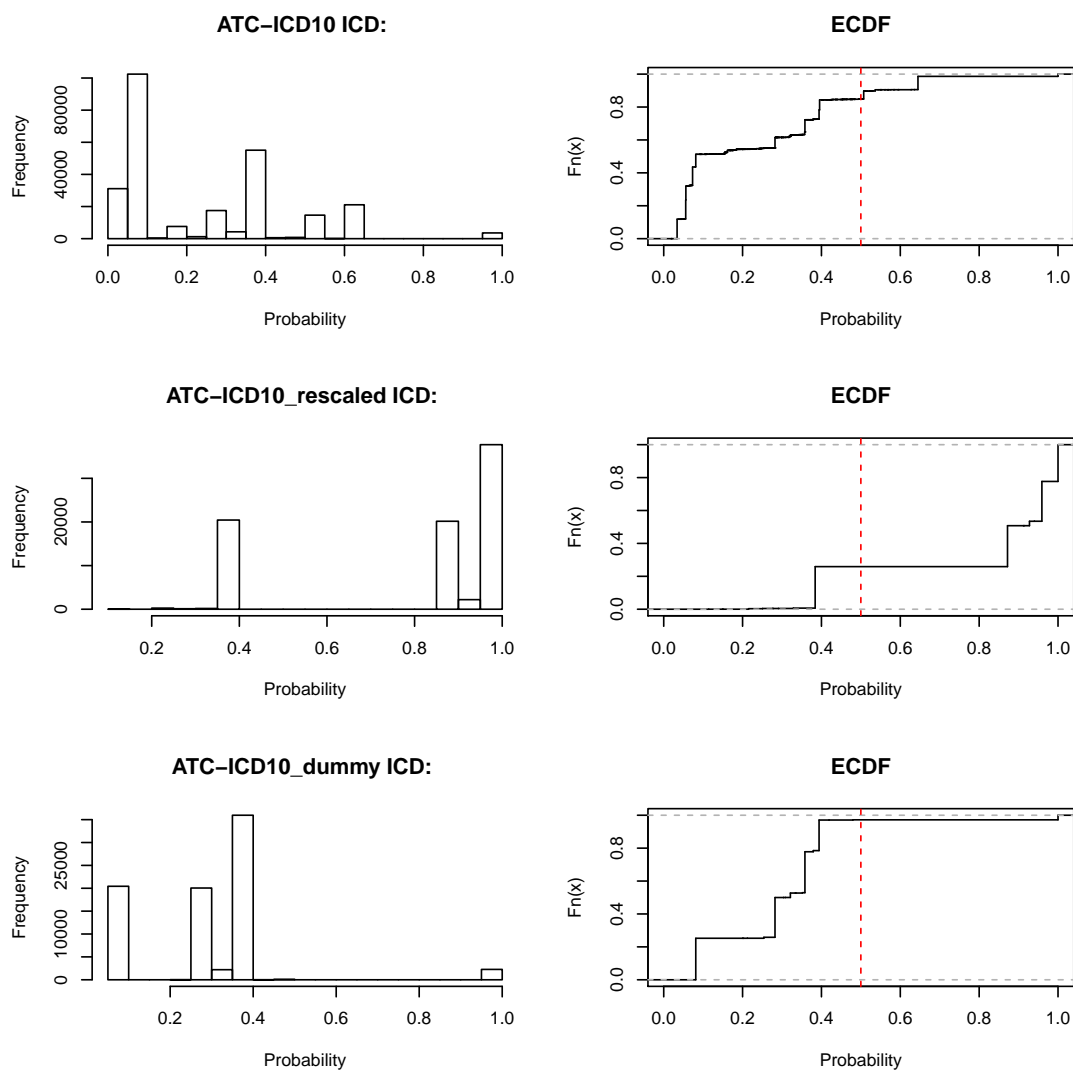 ATC−ICD10 ICD:
ECDF
Frequency
0 40000 80000
0.0 0.2 0.4 0.6 0.8 1.0
Probability
Fn(x)
0.0 0.4 0.8
0.0 0.2 0.4 0.6 0.8 1.0
Probability
ATC−ICD10_rescaled ICD:
ECDF
Frequency
0 20000
0.2 0.4 0.6 0.8 1.0
Probability
Fn(x)
0.0 0.4 0.8
0.0 0.2 0.4 0.6 0.8 1.0
Probability
ATC−ICD10_dummy ICD:
ECDF
Frequency
0 10000 25000
0.2 0.4 0.6 0.8 1.0
Probability
Fn(x)
0.0 0.4 0.8
0.0 0.2 0.4 0.6 0.8 1.0
Probability